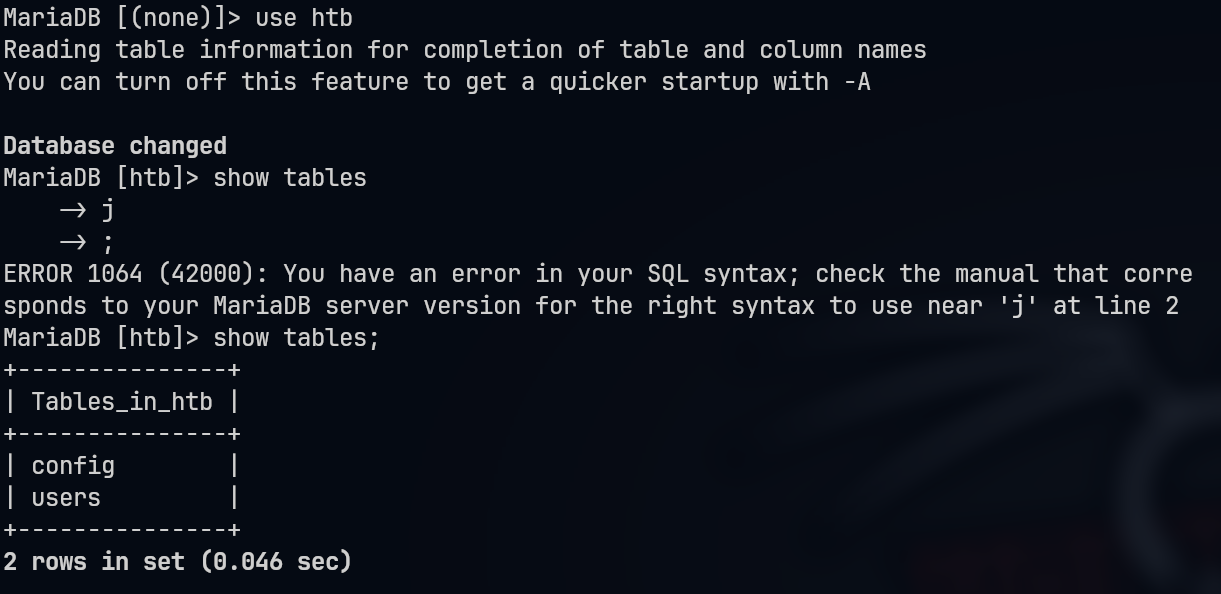 MariaDB [(none)]> use htb
Reading table information for completion of table and column names
You can turn off this feature to get a quicker startup with -A

Database changed
MariaDB [htb]> show tables
    -> j
    -> ;
ERROR 1064 (42000): You have an error in your SQL syntax; check the manual that corre
sponds to your MariaDB server version for the right syntax to use near 'j' at line 2
MariaDB [htb]> show tables;
+---------------+
| Tables_in_htb |
+---------------+
| config        |
| users         |
+---------------+
2 rows in set (0.046 sec)